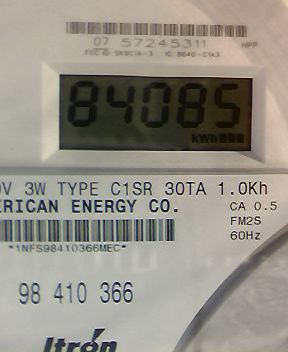 07 57245311
84085
kWh
V 3W TYPE C1SR 30TA 1.0Kh
ERICAN ENERGY CO.
CA 0.5
FM2S
60Hz
*1NFS98410366MEC*
98 410 366
Itron